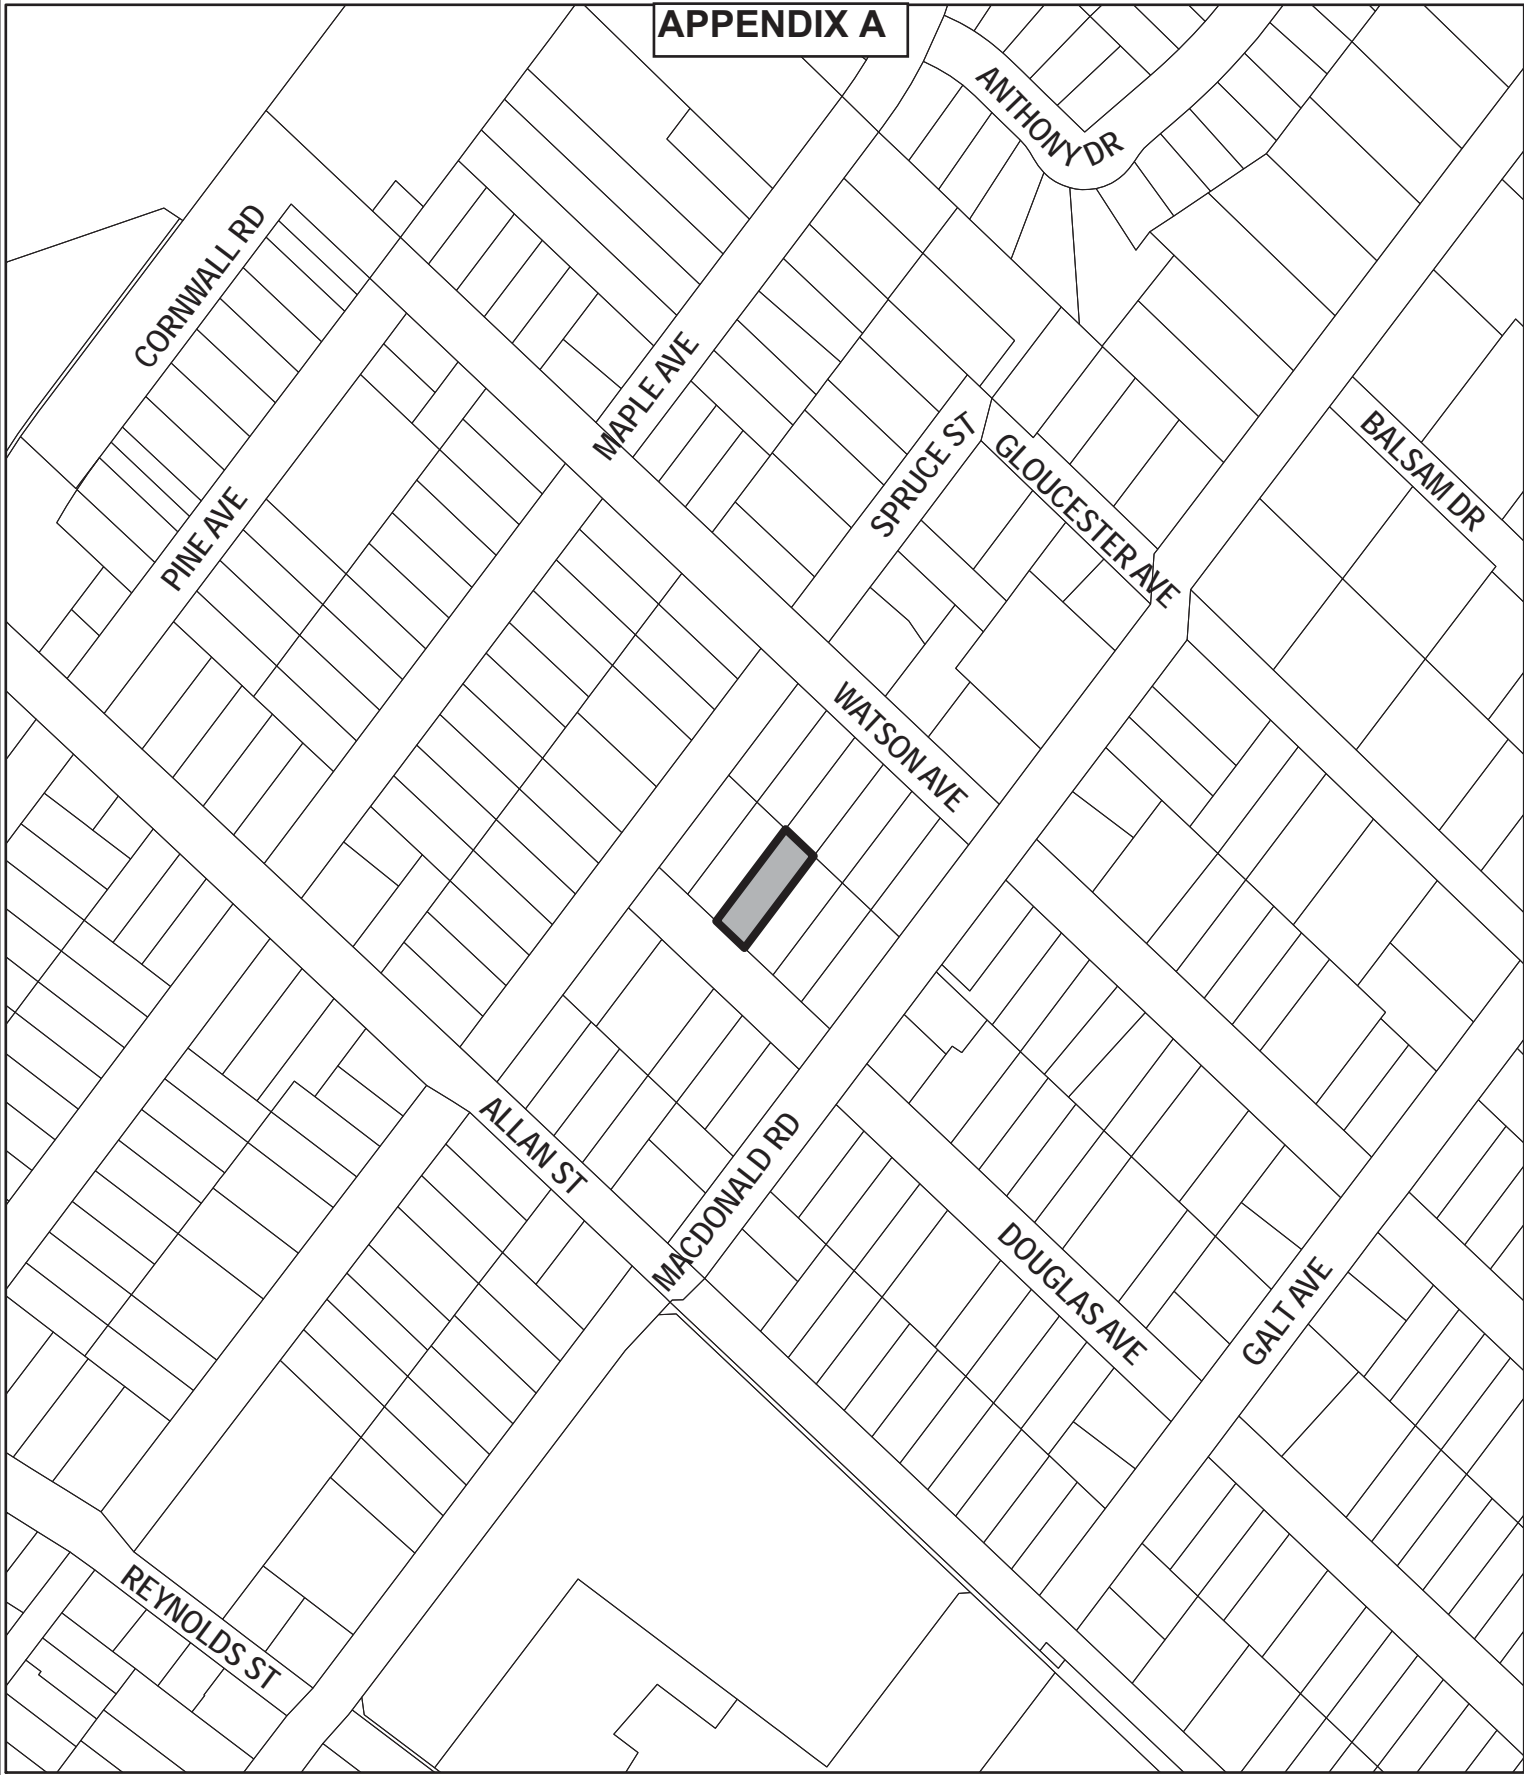 APPENDIX A
ANTHONY DR
CORNWALL RD
MAPLE AVE
BALSAM DR
SPRUCE ST
GLOUCESTER AVE
PINE AVE
WATSON AVE
ALLAN ST
MACDONALD RD
DOUGLAS AVE
GALT AVE
REYNOLDS ST